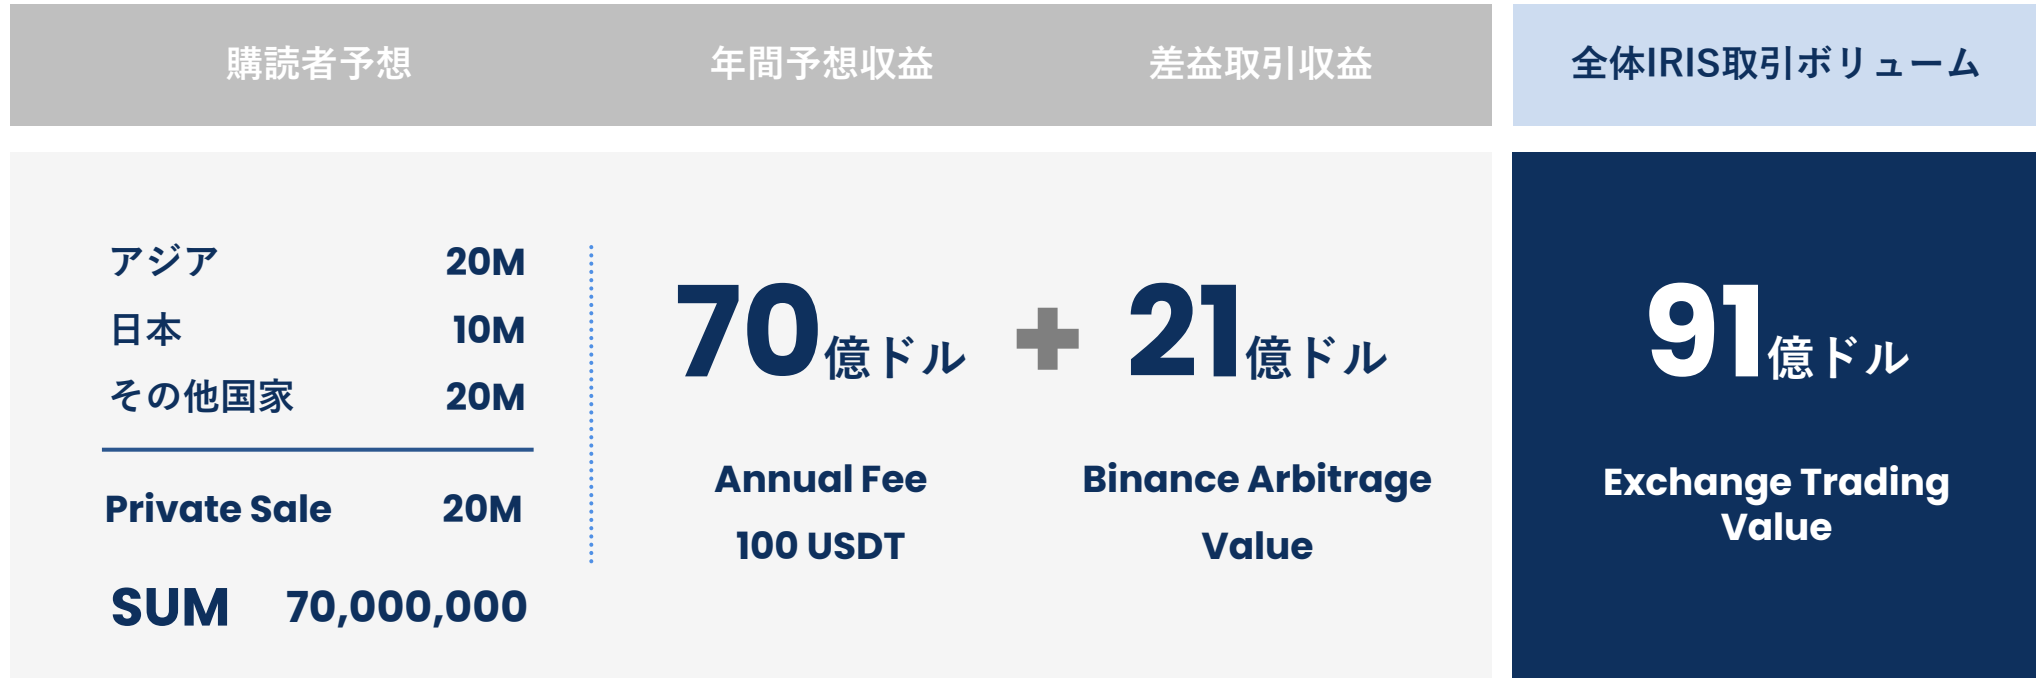 購読者予想
年間予想収益
差益取引収益
全体IRIS取引ボリューム
アジア 20M
日本 10M
その他国家 20M
Private Sale 20M
SUM 70,000,000
70億ドル
Annual Fee
100 USDT
+
21億ドル
Binance Arbitrage
Value
91億ドル
Exchange Trading
Value